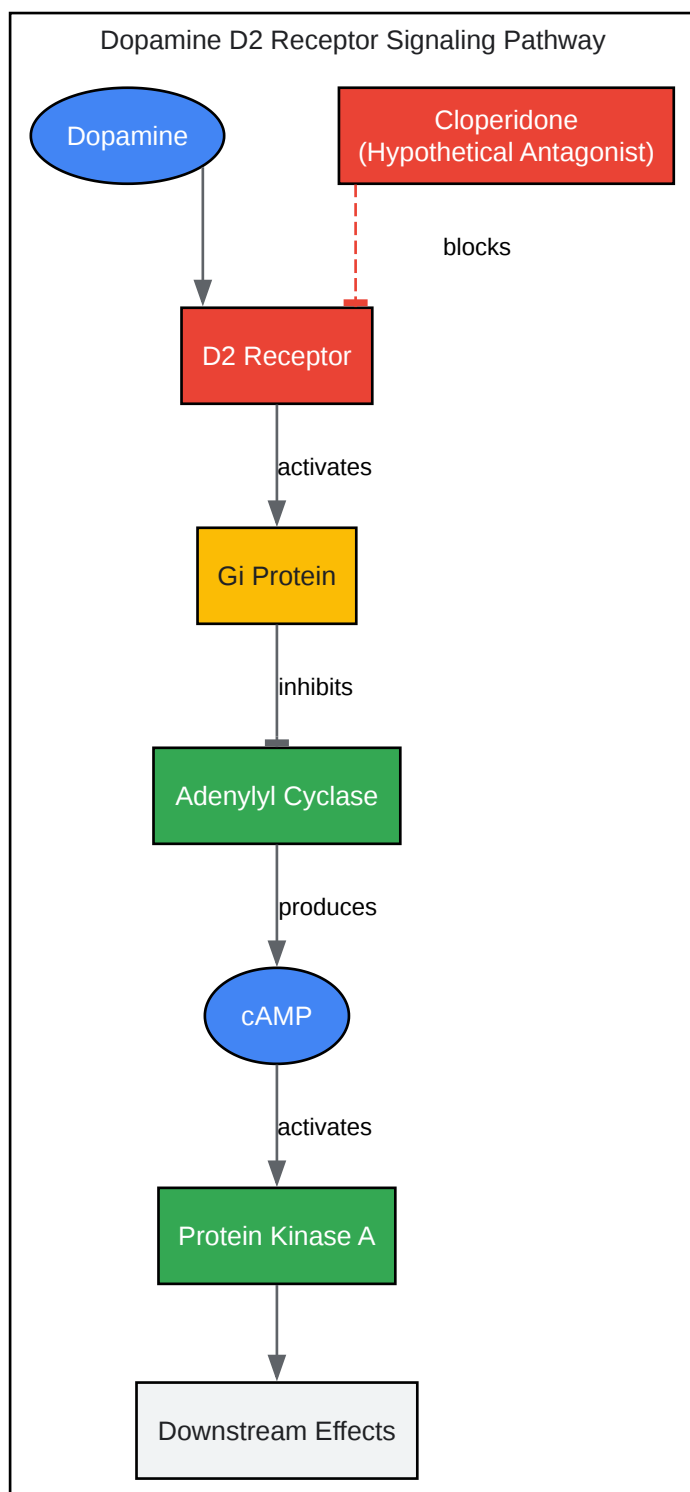 Dopamine D2 Receptor Signaling Pathway
Dopamine
Cloperidone
(Hypothetical Antagonist)
blocks
D2 Receptor
activates
Gi Protein
inhibits
Adenylyl Cyclase
produces
cAMP
activates
Protein Kinase A
Downstream Effects